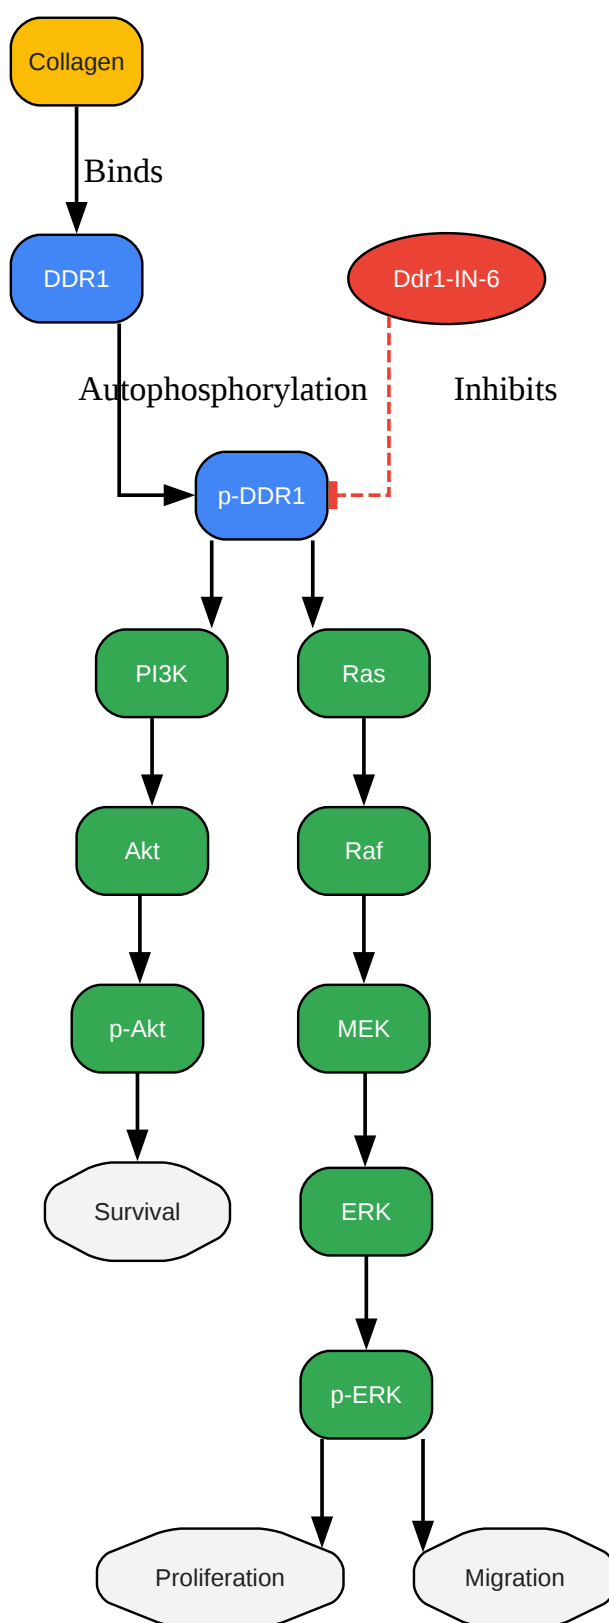 Collagen
Binds
DDR1
Ddr1-IN-6
Autophosphorylation
Inhibits
p-DDR1
PI3K
Ras
Akt
Raf
p-Akt
MEK
Survival
ERK
p-ERK
Proliferation
Migration